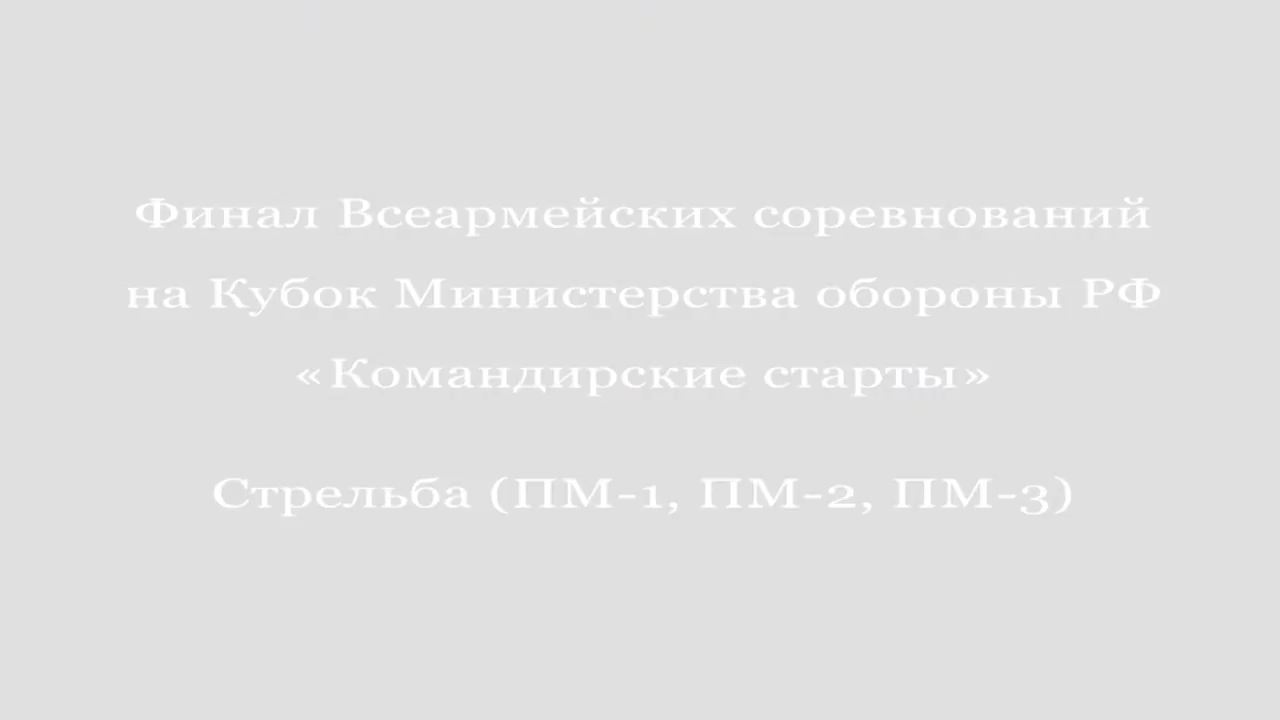 Финал Всеармейских соревнований
на Кубок Министерства обороны РФ
«Командирские старты»
Стрельба (ПМ-1, ПМ-2, ПМ-3)